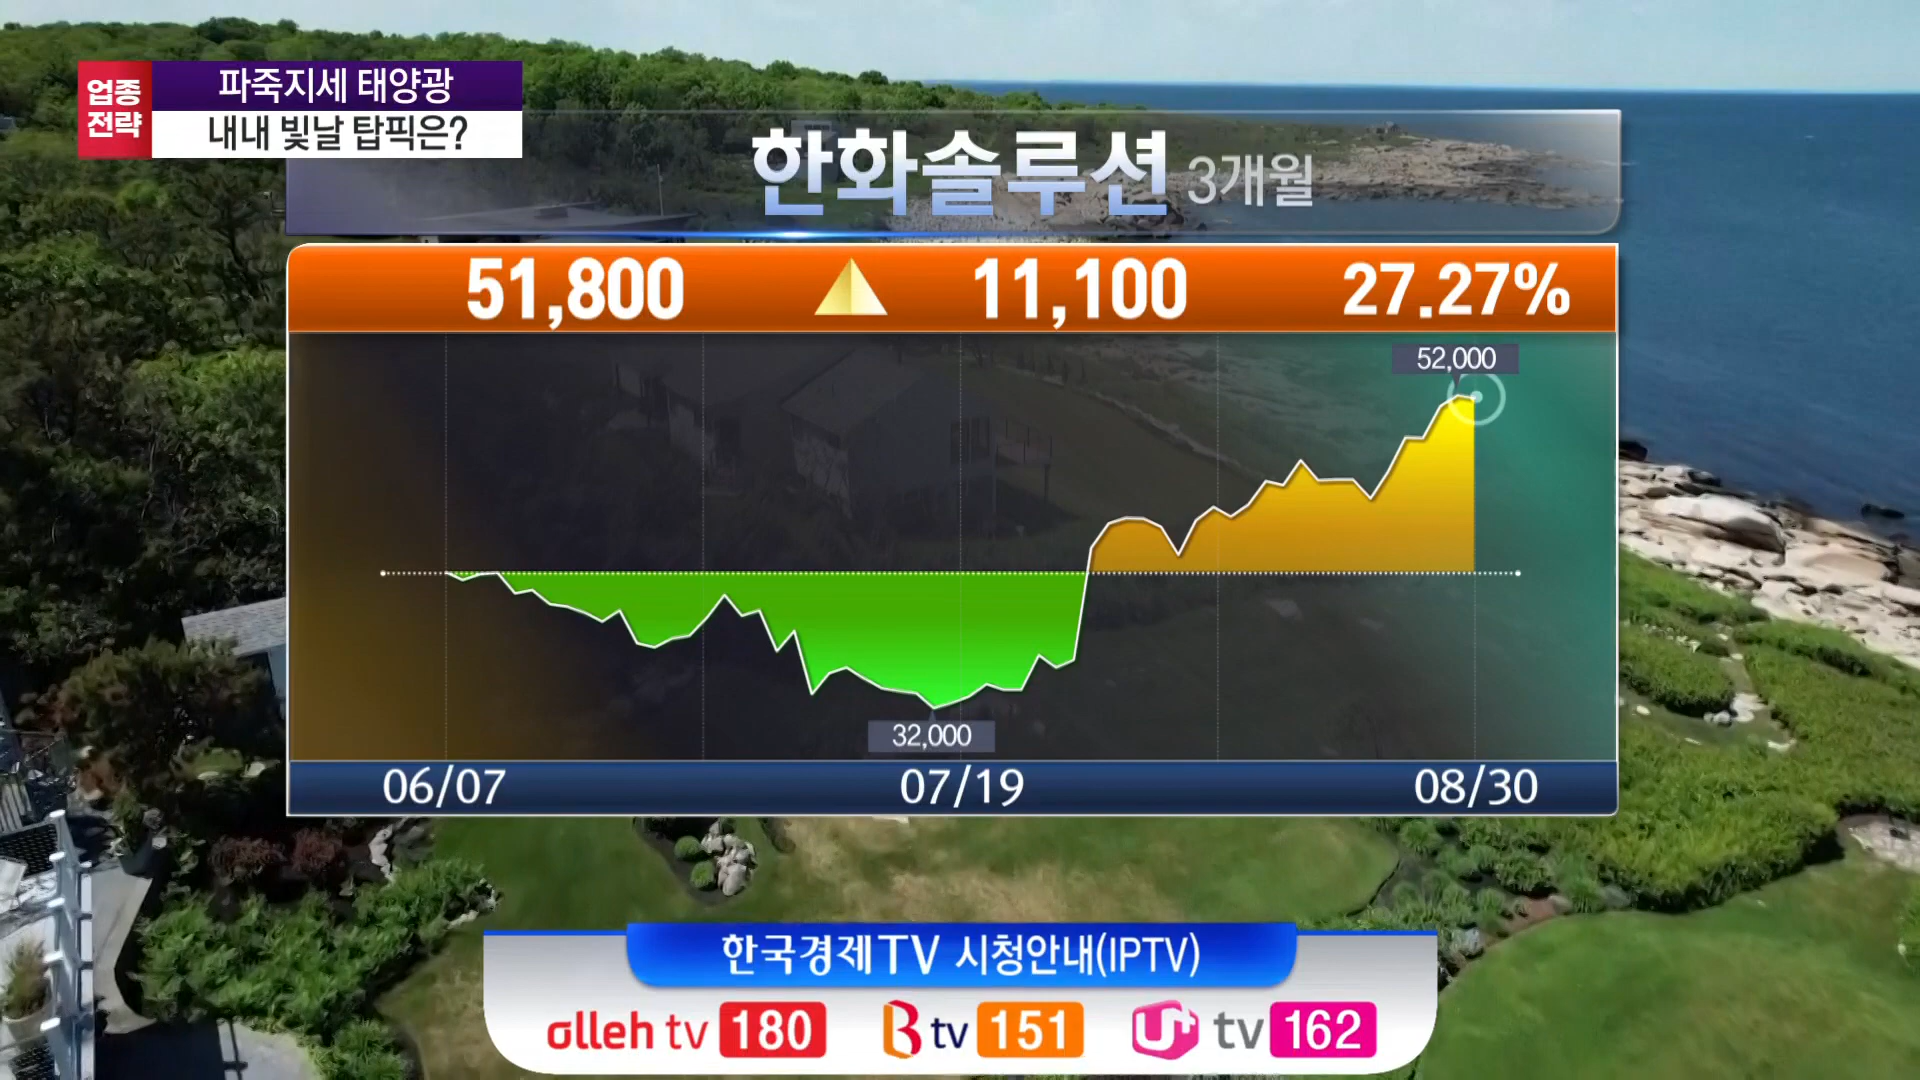 업종
전략
파죽지세 태양광
내내 빛날 탑픽은?
한화솔루션 3개월
51,800 11,100 27.27%
52,000
32,000
06/07 07/19 08/30
한국경제TV 시청안내(IPTV)
olleh tv 180 B tv 151 U+ tv 162